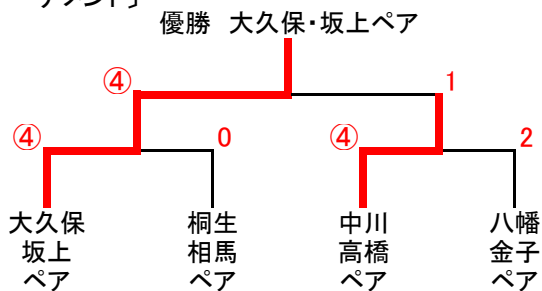 優勝 大久保・坂上ペア
④ 1
④ 0 ④ 2
大久保 桐生 中川 八幡
坂上 相馬 高橋 金子
ペア ペア ペア ペア